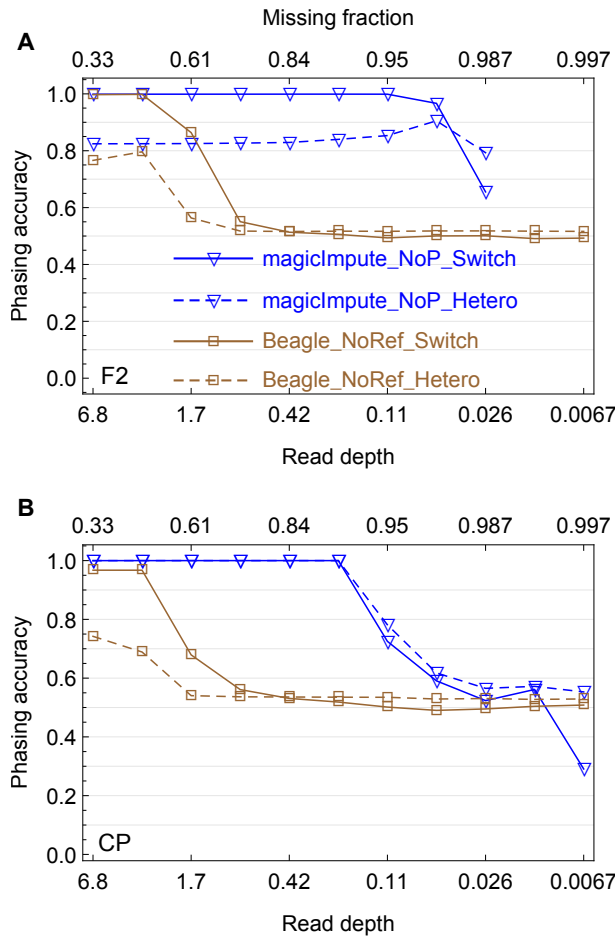 Missing fraction
A
0.33 0.61 0.84 0.95 0.987 0.997
1.0
0.8
0.6
0.4
0.2
0.0
Phasing accuracy
magicImpute_NoP_Switch
magicImpute_NoP_Hetero
Beagle_NoRef_Switch
Beagle_NoRef_Hetero
F2
6.8 1.7 0.42 0.11 0.026 0.0067
Read depth
B
0.33 0.61 0.84 0.95 0.987 0.997
1.0
0.8
0.6
0.4
0.2
0.0
Phasing accuracy
CP
6.8 1.7 0.42 0.11 0.026 0.0067
Read depth